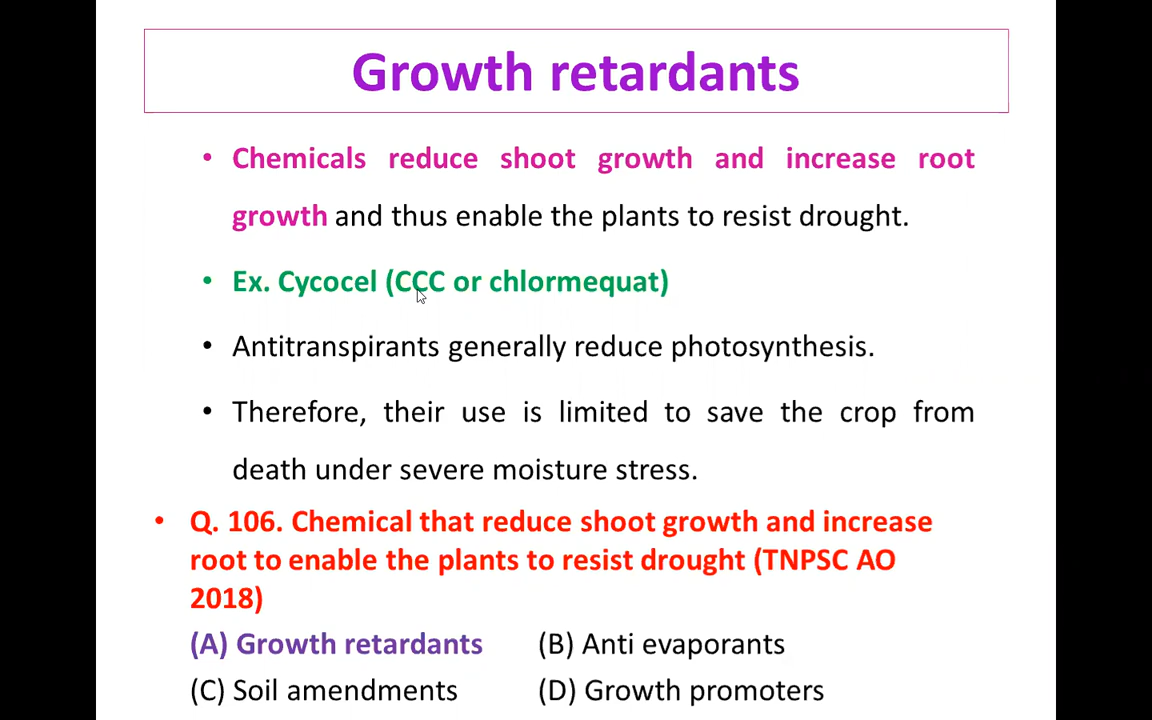 Growth retardants
• Chemicals reduce shoot growth and increase root
growth and thus enable the plants to resist drought.
• Ex. Cycocel (CCC or chlormequat)
• Antitranspirants generally reduce photosynthesis.
• Therefore, their use is limited to save the crop from
death under severe moisture stress.
• Q. 106. Chemical that reduce shoot growth and increase
root to enable the plants to resist drought (TNPSC AO
2018)
(A) Growth retardants (B) Anti evaporants
(C) Soil amendments (D) Growth promoters